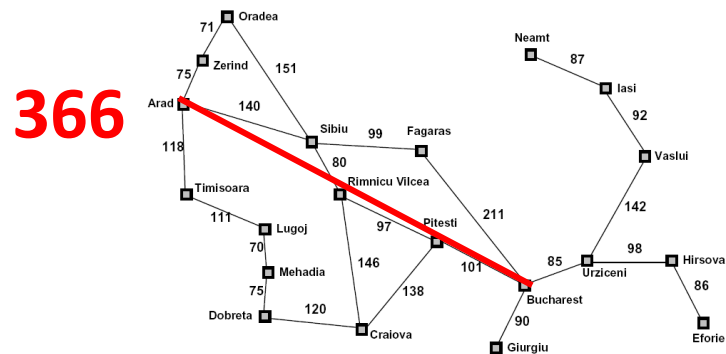 Oradea
71
Neamt
87
Zerind
75
151
Iasi
366
Arad
140
92
Sibiu
99
Fagaras
118
80
Vaslui
Rimnicu Vilcea
Timisoara
111
211
142
97
Pitesti
Lugoj
70
146
101
85
98
Hirsova
Mehadia
Urziceni
75
138
86
Bucharest
120
Dobreta
90
Craiova
Eforie
Giurgiu